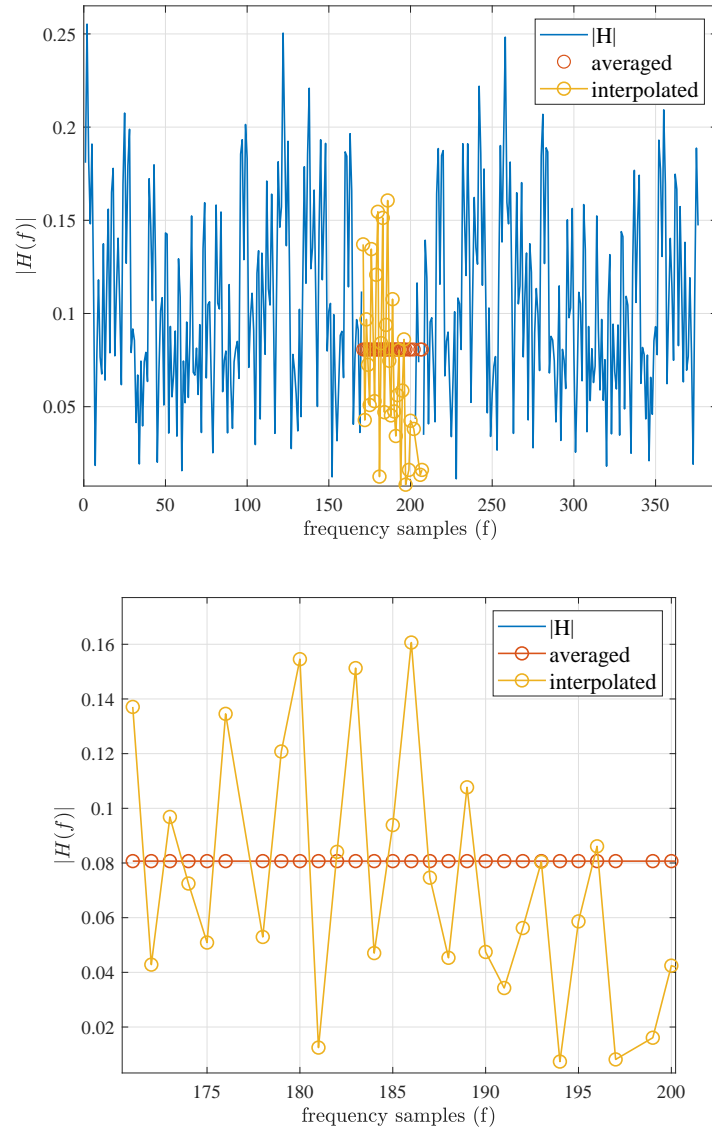 0.25
0.2
0.15
0.1
0.05
|H(f)|
|H|
averaged
interpolated
0 50 100 150 200 250 300 350
frequency samples (f)
0.16
0.14
0.12
0.1
0.08
0.06
0.04
0.02
|H(f)|
|H|
averaged
interpolated
175 180 185 190 195 200
frequency samples (f)